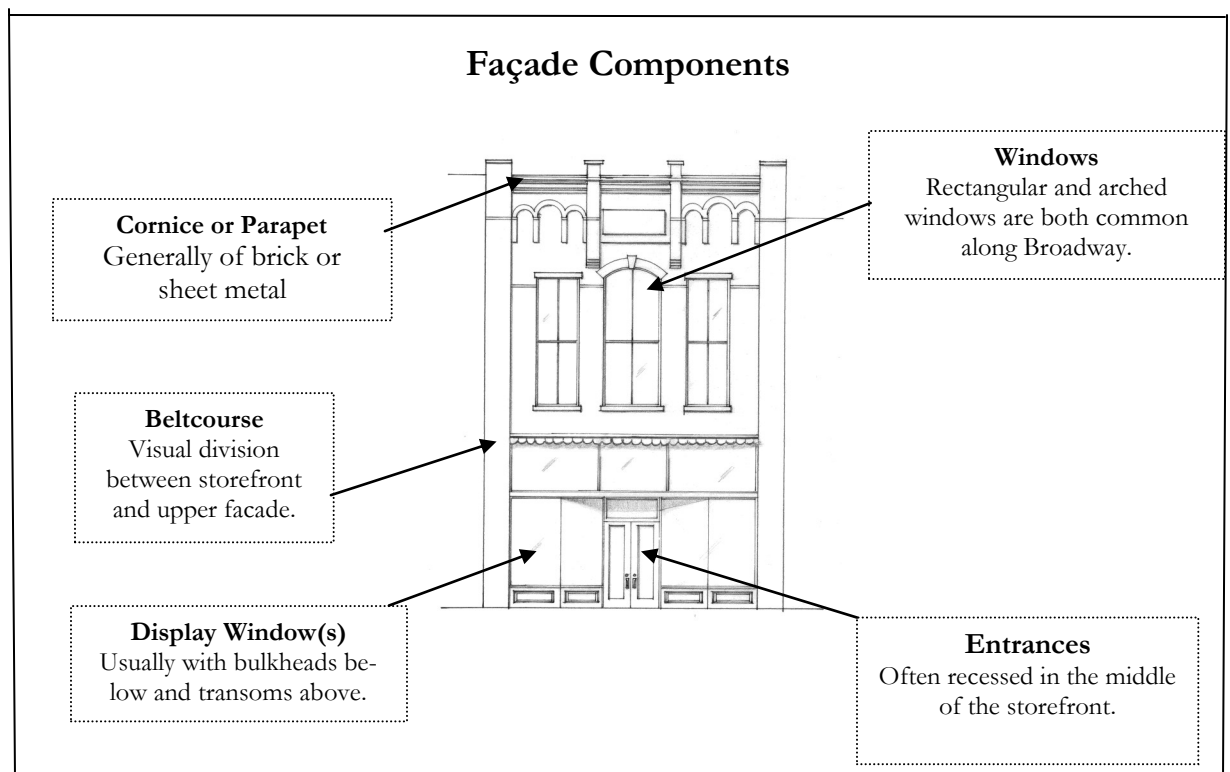 Façade Components
Cornice or Parapet
Generally of brick or
sheet metal
Windows
Rectangular and arched
windows are both common
along Broadway.
Beltcourse
Visual division
between storefront
and upper facade.
Display Window(s)
Usually with bulkheads be-
low and transoms above.
Entrances
Often recessed in the middle
of the storefront.